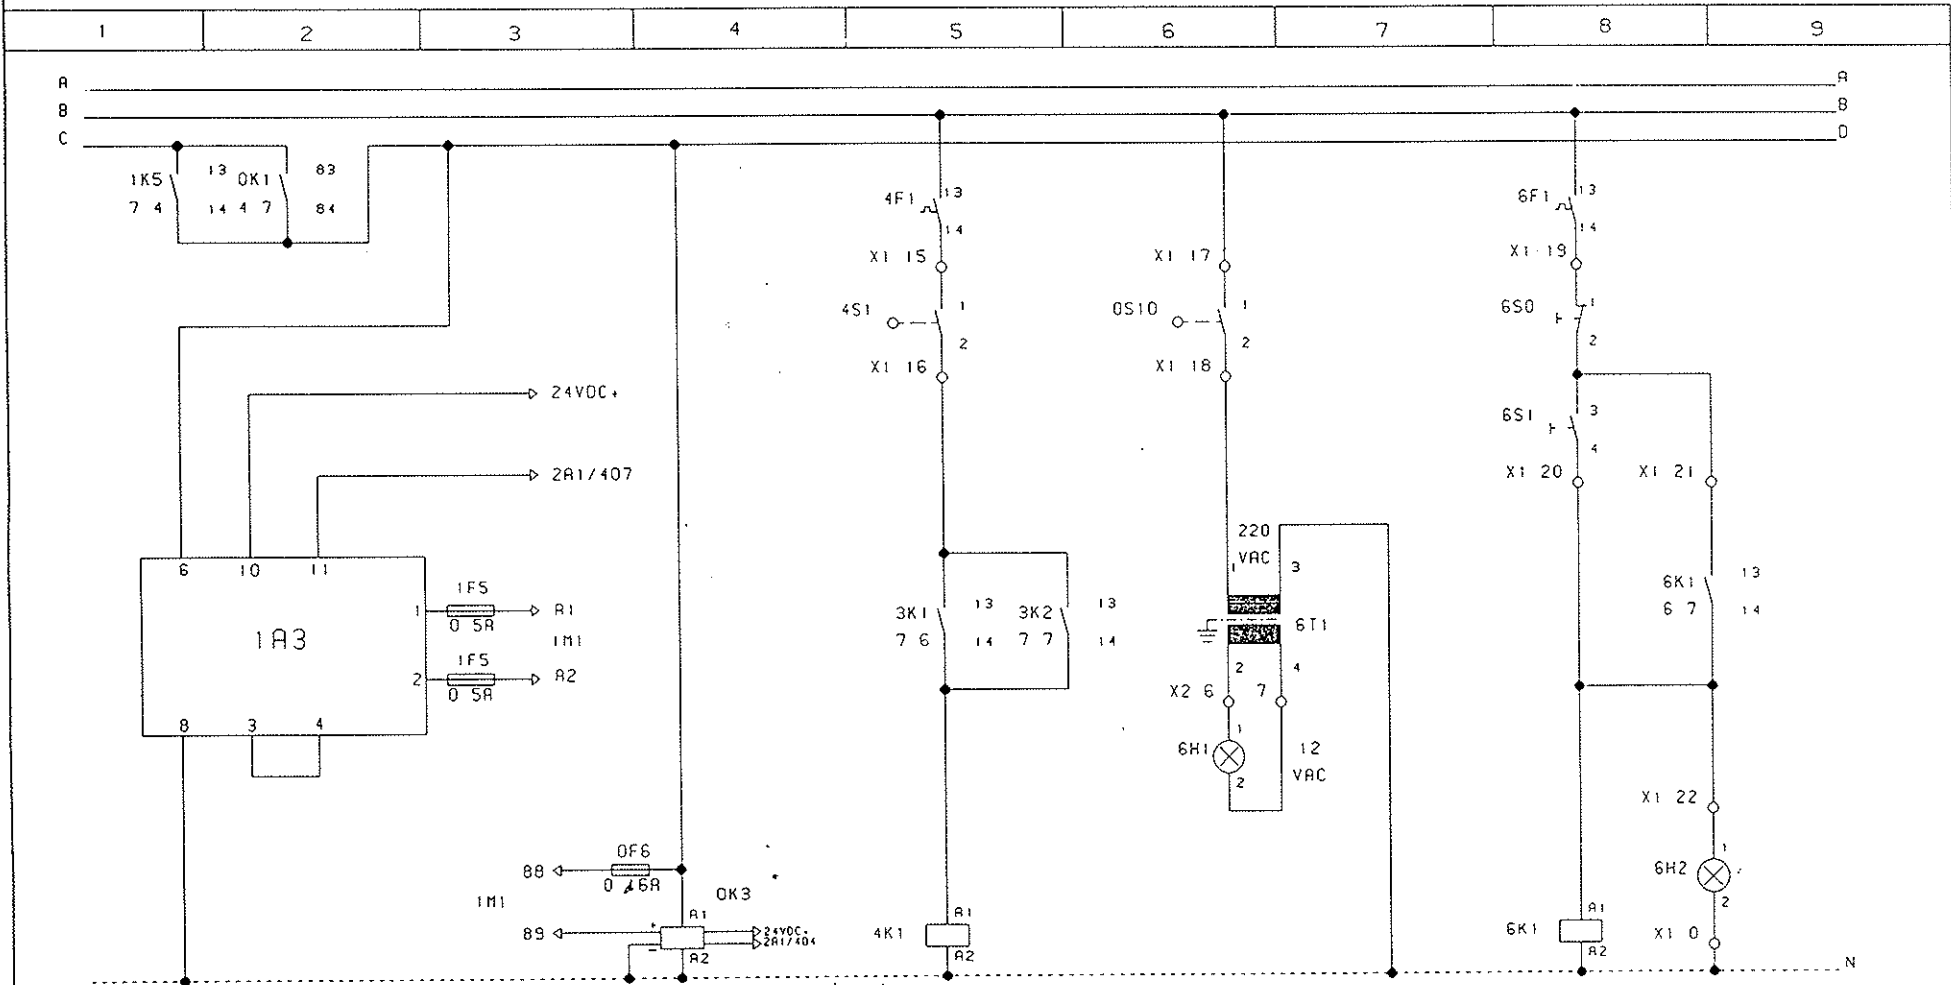 1 2 3 4 5 6 7 8 9
A A
B B
C D
1K5 13 0K1 83
7 4 14 4 7 84
4F1 13
14
6F1 13
14
X1 15
X1 17
X1 19
4S1 1
2
0S10 1
2
6S0 1
2
X1 16
X1 18
24VDC+
6S1 3
4
2A1/407
X1 20
X1 21
220
VAC
1 3
6 10 11
1F5
1 A1
0 5A
1A3
1M1
1F5
2 A2
0 5A
8 3 4
3K1 13 3K2 13
7 6 14 7 7 14
6T1
6K1 13
6 7 14
2 4
X2 6 7
6H1 1
2
12
VAC
X1 22
0F6
88
0 6A
0K3
1M1
89
+
-
A1
A2
24VDC+
2A1/404
4K1 A1
A2
6H2 1
2
6K1 A1
A2
X1 0
N